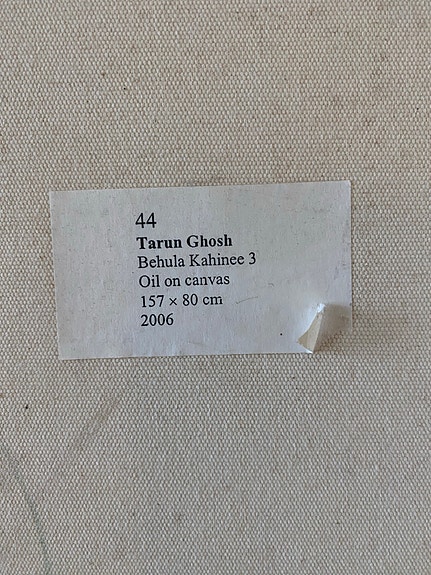 44
Tarun Ghosh
Behula Kahinee 3
Oil on canvas
157 × 80 cm
2006